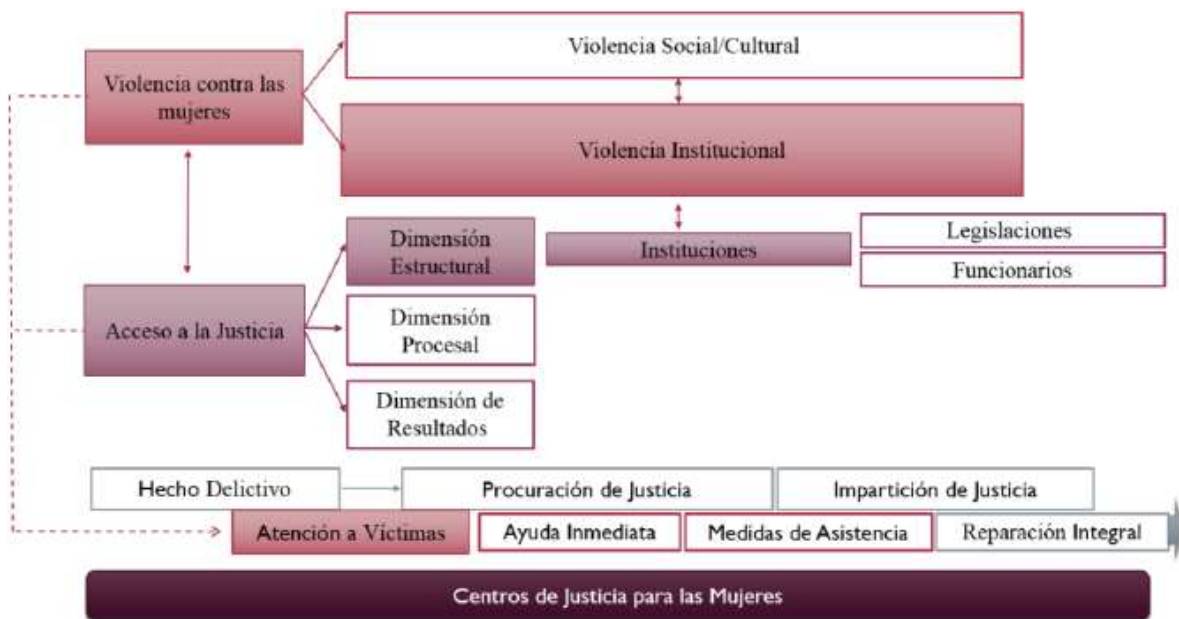 Violencia Social/Cultural
Violencia contra las
mujeres
Violencia Institucional
Dimensión
Estructural
Instituciones
Legislaciones
Funcionarios
Acceso a la Justicia
Dimensión
Procesal
Dimensión de
Resultados
Hecho Delictivo
Procuración de Justicia
Impartición de Justicia
Atención a Víctimas
Ayuda Inmediata
Medidas de Asistencia
Reparación Integral
Centros de Justicia para las Mujeres